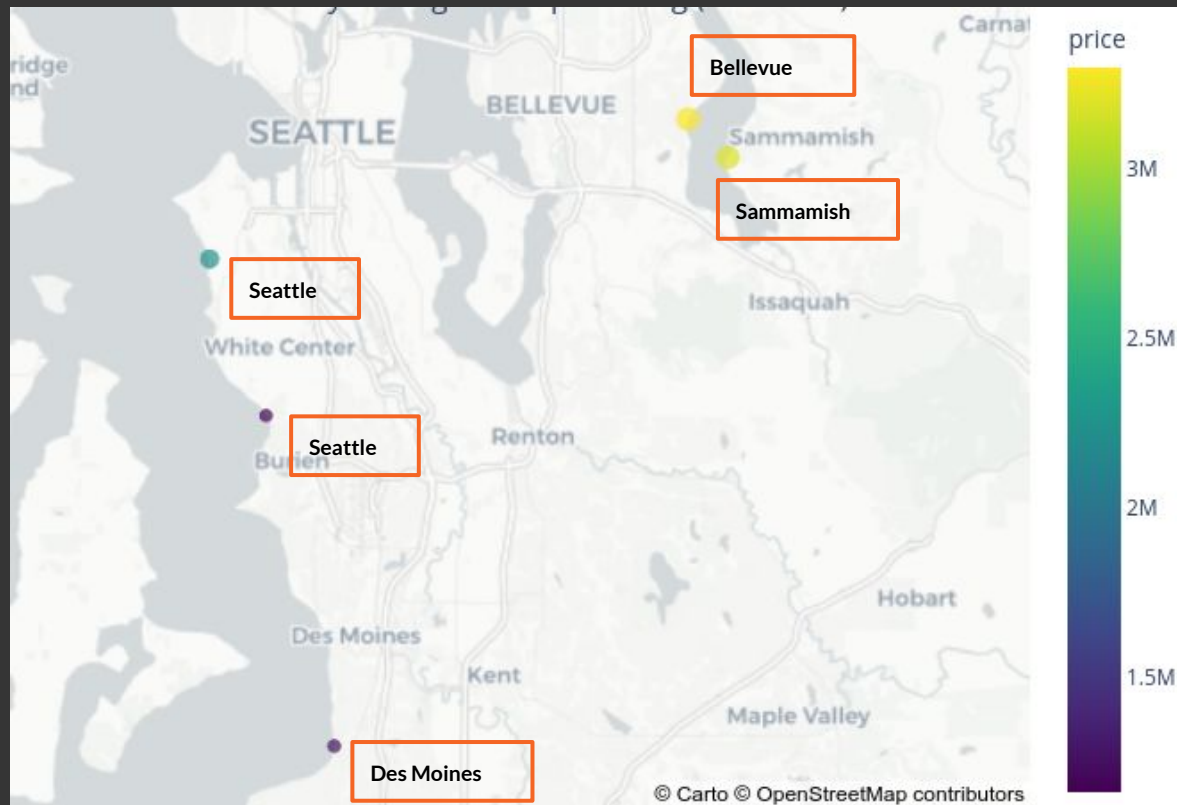 Carnat
price
ridge
nd
Bellevue
BELLEVUE
SEATTLE
Sammamish
3M
Sammamish
Seattle
Issaquah
2.5M
White Center
Seattle
Renton
Burien
2M
Hobart
Des Moines
Kent
1.5M
Maple Valley
Des Moines
© Carto © OpenStreetMap contributors